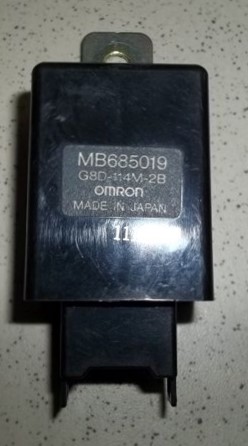 MB685019
G8D-114M-2B
OMRON
MADE IN JAPAN